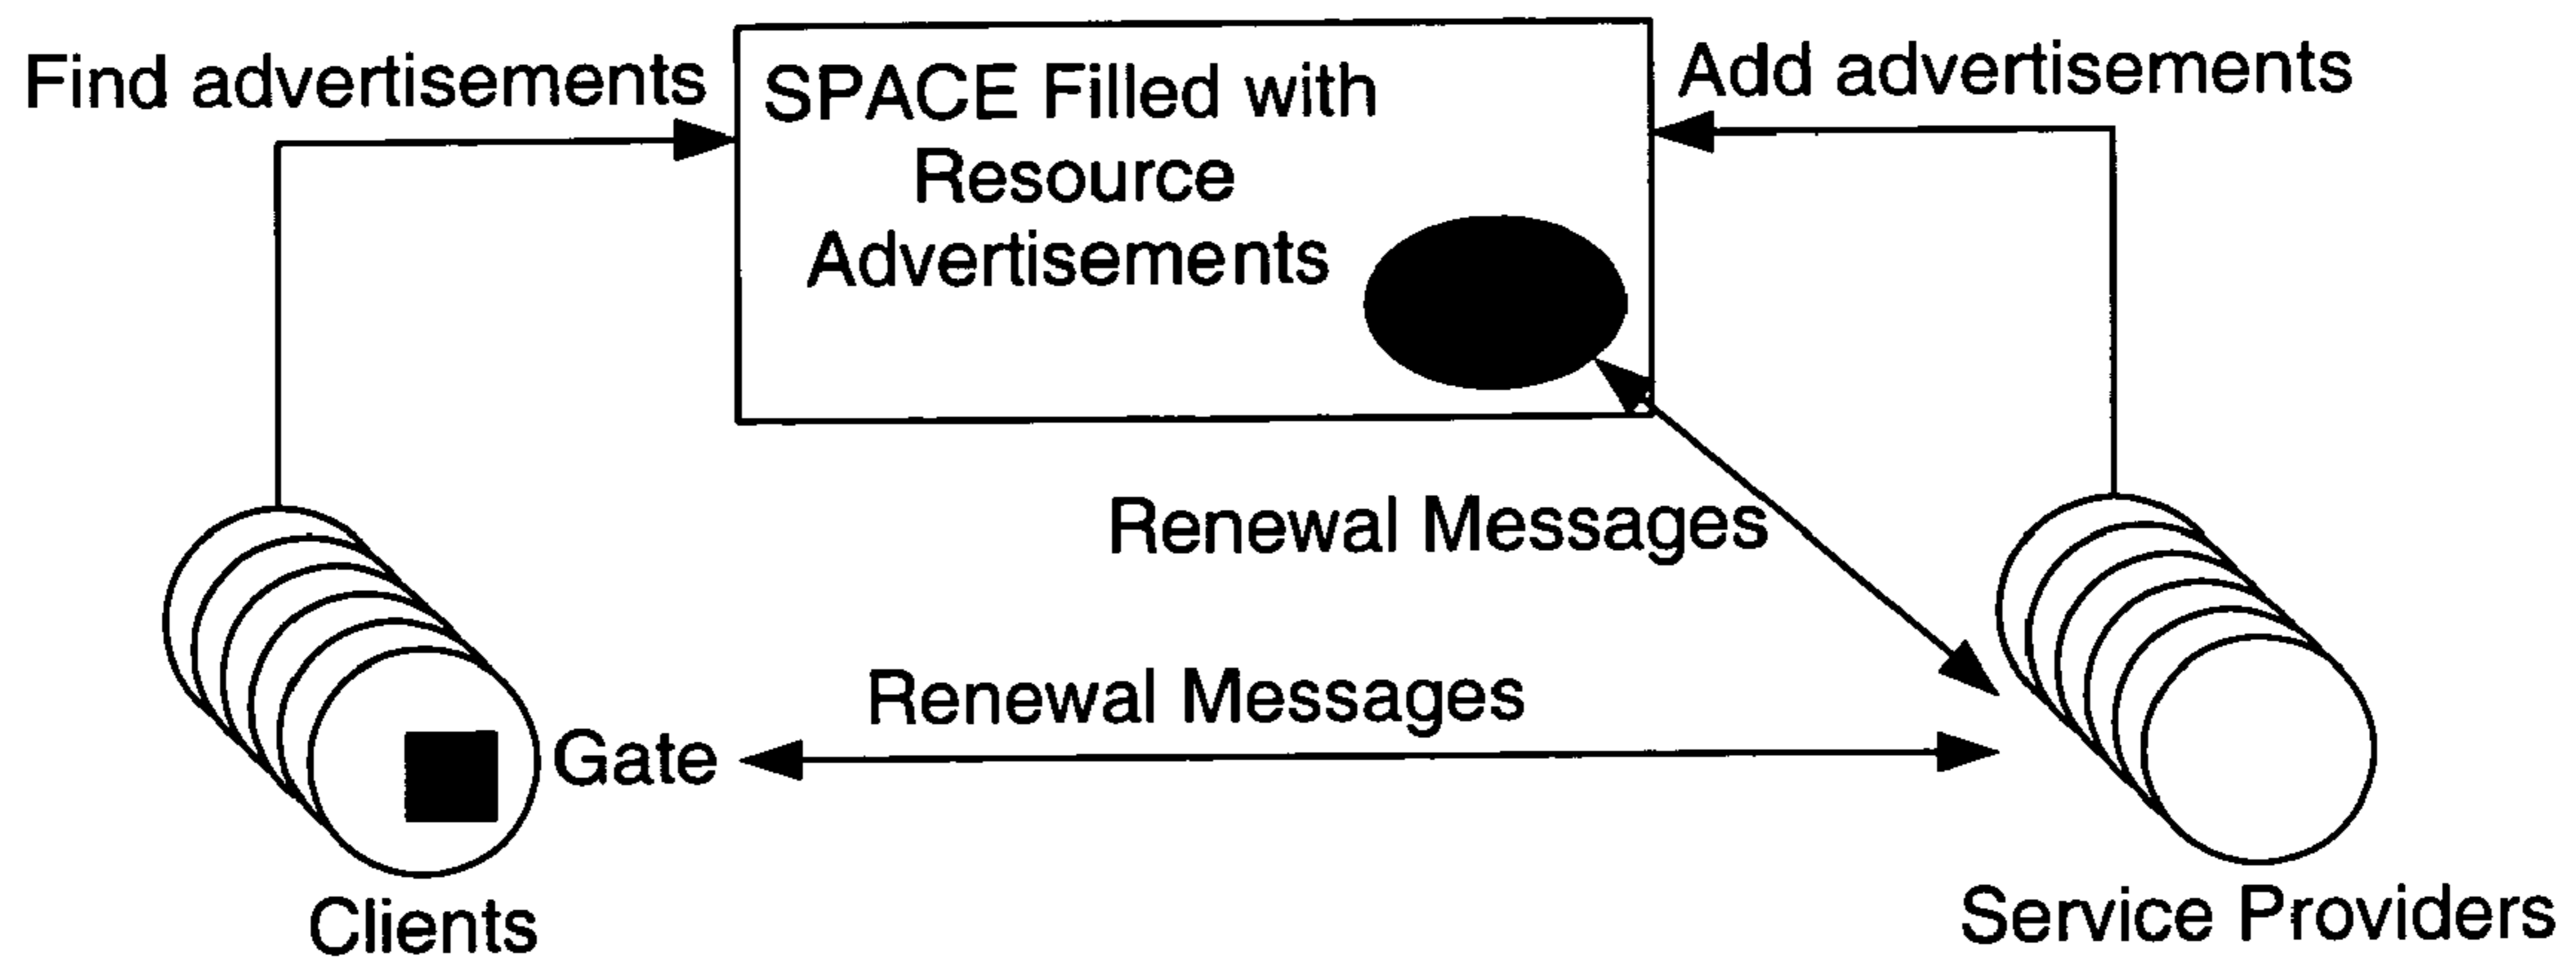 Find advertisements
SPACE Filled with
Resource
Advertisements
Add advertisements
Renewal Messages
Renewal Messages
Gate
Clients
Service Providers